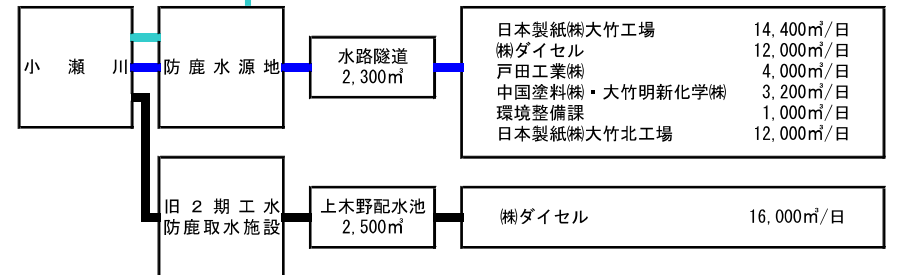 小瀬川
防鹿水源地
水路隧道
2,300㎥
日本製紙㈱大竹工場 14,400㎥/日
㈱ダイセル 12,000㎥/日
戸田工業㈱ 4,000㎥/日
中国塗料㈱・大竹明新化学㈱ 3,200㎥/日
環境整備課 1,000㎥/日
日本製紙㈱大竹北工場 12,000㎥/日
旧2期工水
防鹿取水施設
上木野配水池
2,500㎥
㈱ダイセル 16,000㎥/日